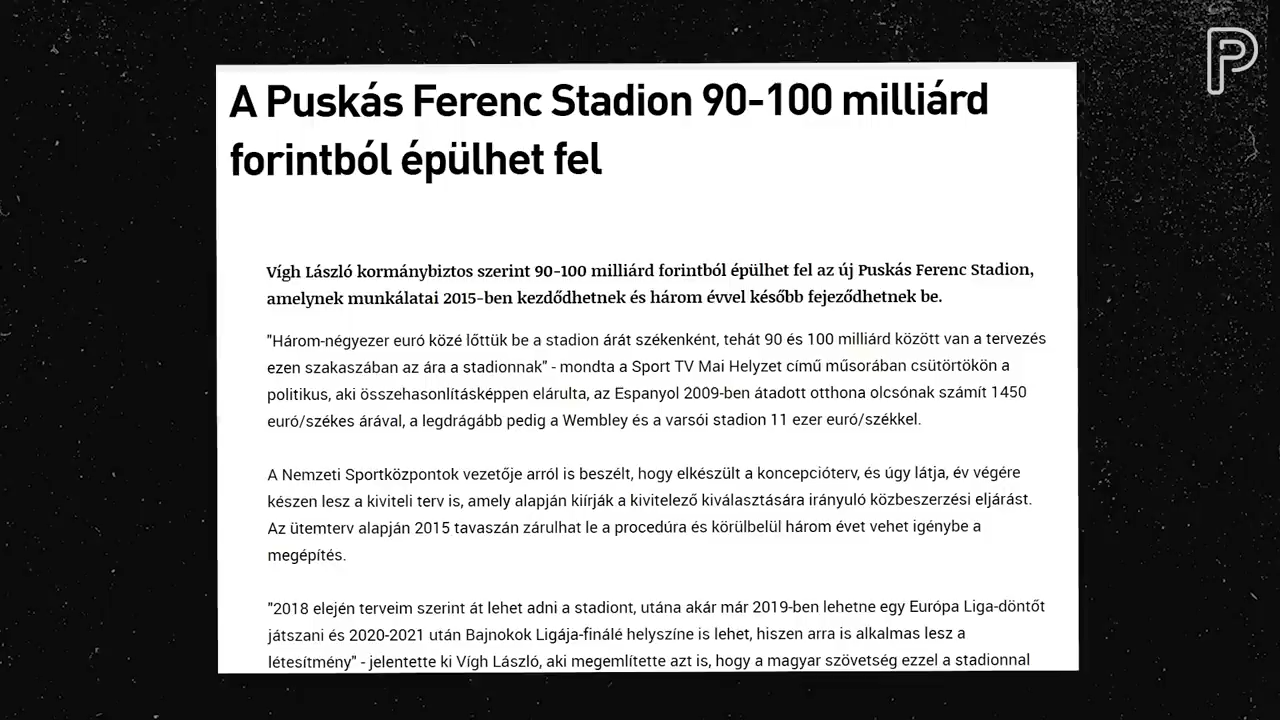 P
A Puskás Ferenc Stadion 90-100 milliárd
forintból épülhet fel
Vígh László kormánybiztos szerint 90-100 milliárd forintból épülhet fel az új Puskás Ferenc Stadion,
amelynek munkálatai 2015-ben kezdődhetnek és három évvel később fejeződhetnek be.
"Három-négyezer euró közé lőttük be a stadion árát székenként, tehát 90 és 100 milliárd között van a tervezés
ezen szakaszában az ára a stadionnak" - mondta a Sport TV Mai Helyzet című műsorában csütörtökön a
politikus, aki összehasonlításképpen elárulta, az Espanyol 2009-ben átadott otthona olcsónak számít 1450
euró/székes árával, a legdrágább pedig a Wembley és a varsói stadion 11 ezer euró/székkel.
A Nemzeti Sportközpontok vezetője arról is beszélt, hogy elkészült a koncepcióterv, és úgy látja, év végére
készen lesz a kiviteli terv is, amely alapján kiírják a kivitelező kiválasztására irányuló közbeszerzési eljárást.
Az ütemterv alapján 2015 tavaszán zárulhat le a procedúra és körülbelül három évet vehet igénybe a
megépítés.
"2018 elején terveim szerint át lehet adni a stadiont, utána akár már 2019-ben lehetne egy Európa Liga-döntőt
játszani és 2020-2021 után Bajnokok Ligája-finálé helyszíne is lehet, hiszen arra is alkalmas lesz a
létesítmény" - jelentette ki Vígh László, aki megemlítette azt is, hogy a magyar szövetség ezzel a stadionnal